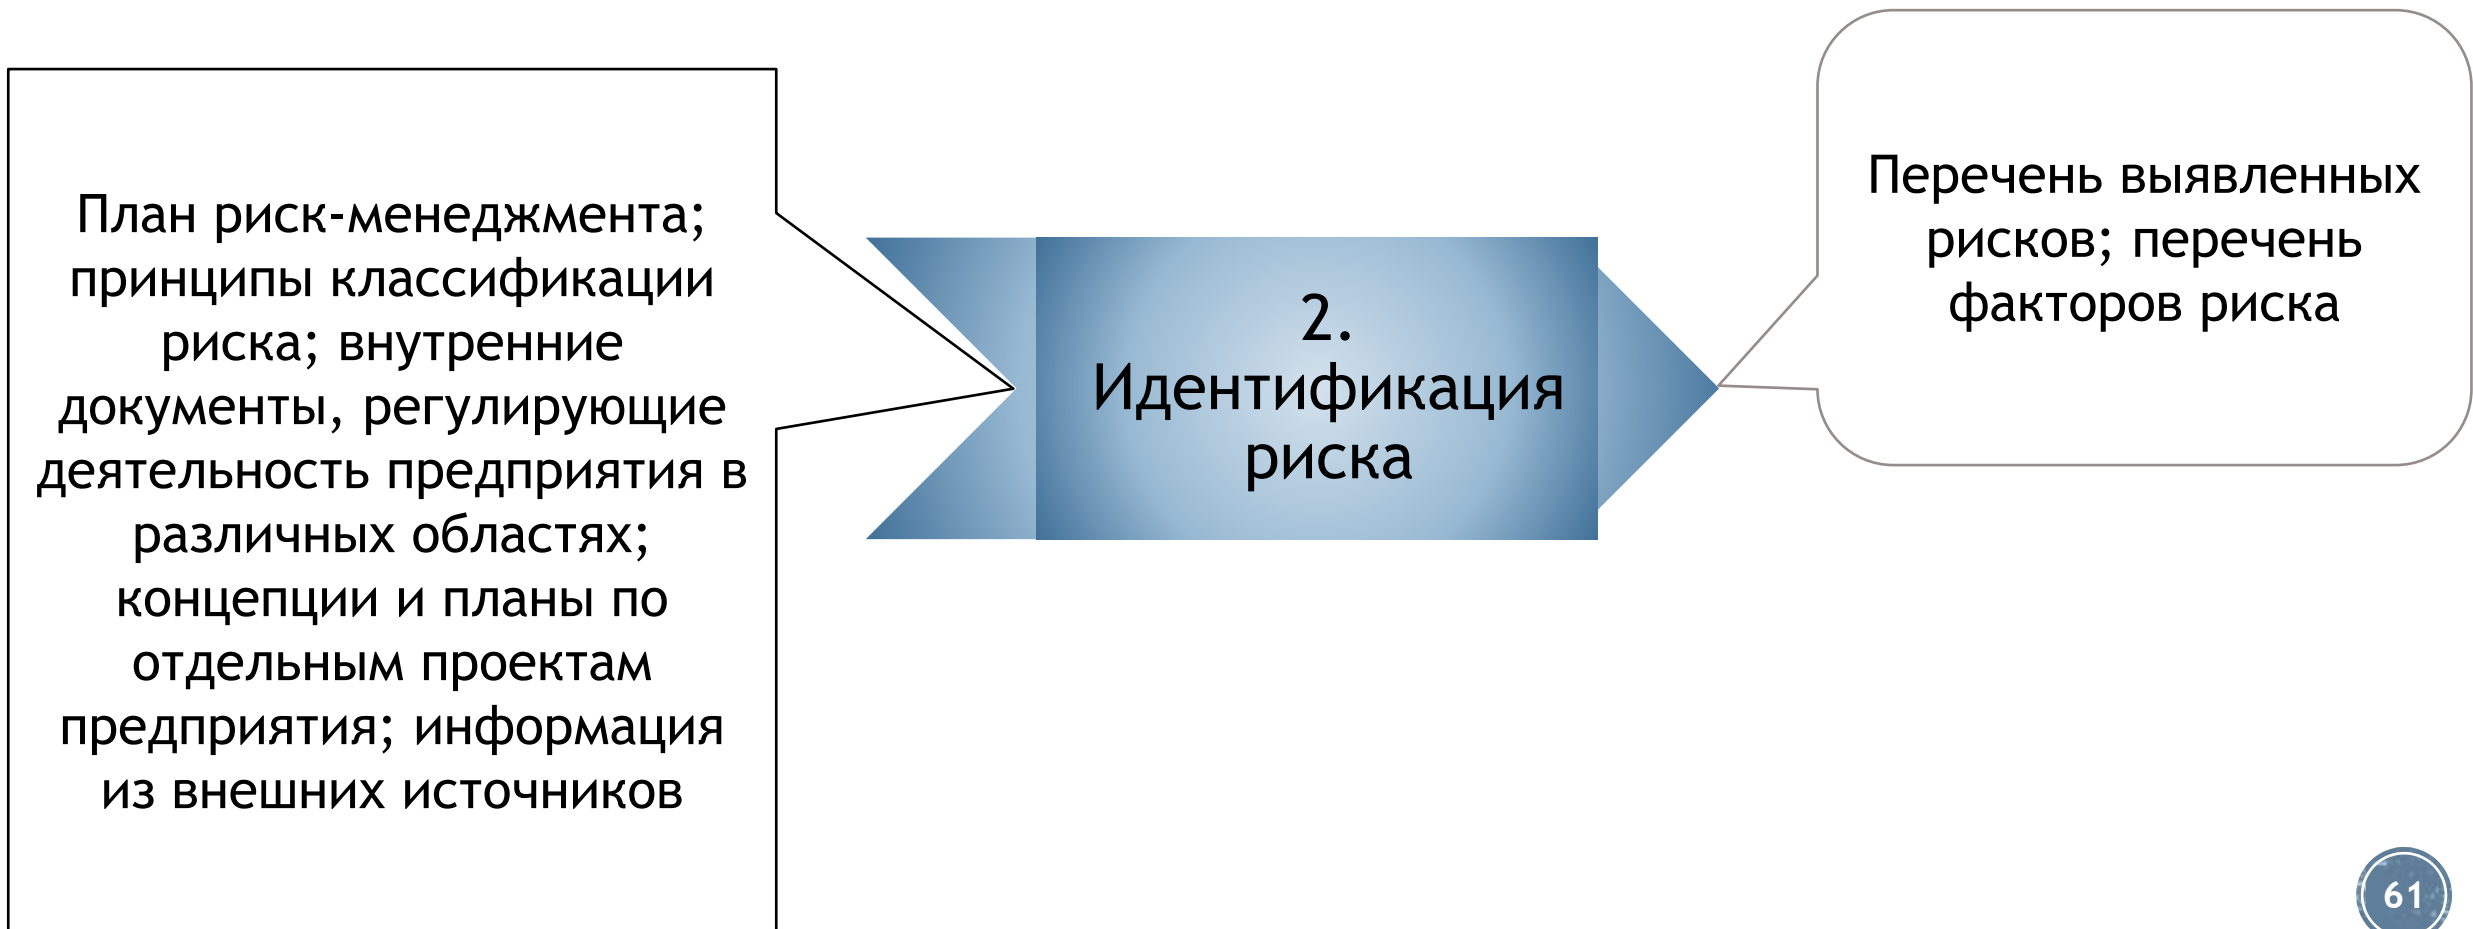 План риск-менеджмента;
принципы классификации
риска; внутренние
документы, регулирующие
деятельность предприятия в
различных областях;
концепции и планы по
отдельным проектам
предприятия; информация
из внешних источников
2.
Идентификация
риска
Перечень выявленных
рисков; перечень
факторов риска
61